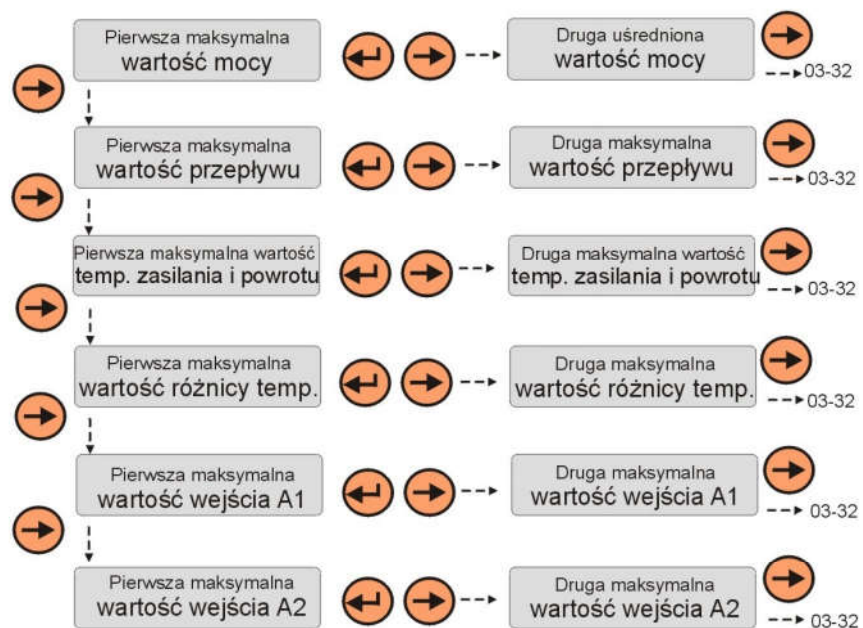 Pierwsza maksymalna
wartość mocy
Druga uśredniona
wartość mocy
03-32
Pierwsza maksymalna
wartość przepływu
Druga maksymalna
wartość przepływu
03-32
Pierwsza maksymalna wartość
temp. zasilania i powrotu
Druga maksymalna wartość
temp. zasilania i powrotu
03-32
Pierwsza maksymalna
wartość różnicy temp.
Druga maksymalna
wartość różnicy temp.
03-32
Pierwsza maksymalna
wartość wejścia A1
Druga maksymalna
wartość wejścia A1
03-32
Pierwsza maksymalna
wartość wejścia A2
Druga maksymalna
wartość wejścia A2
03-32